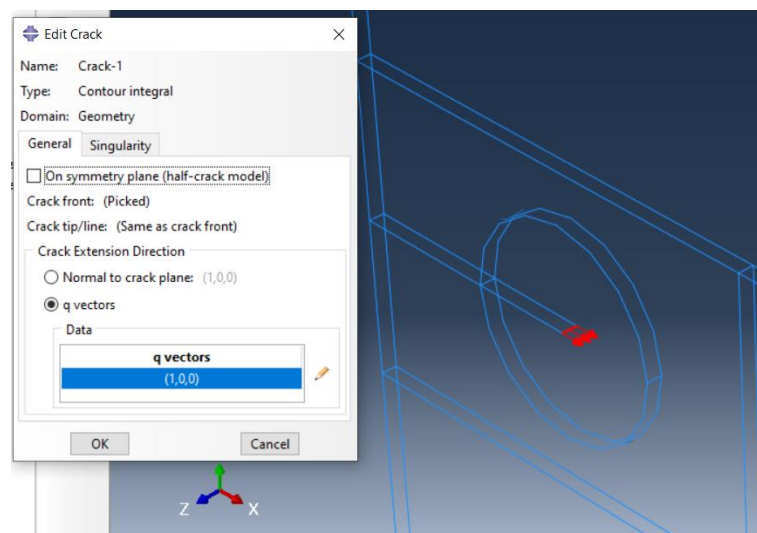 Edit Crack
Name: Crack-1
Type: Contour integral
Domain: Geometry
General Singularity
On symmetry plane (half-crack model)
Crack front: (Picked)
Crack tip/line: (Same as crack front)
Crack Extension Direction
Normal to crack plane: (1,0,0)
q vectors
Data
q vectors
(1,0,0)
OK Cancel
Z X